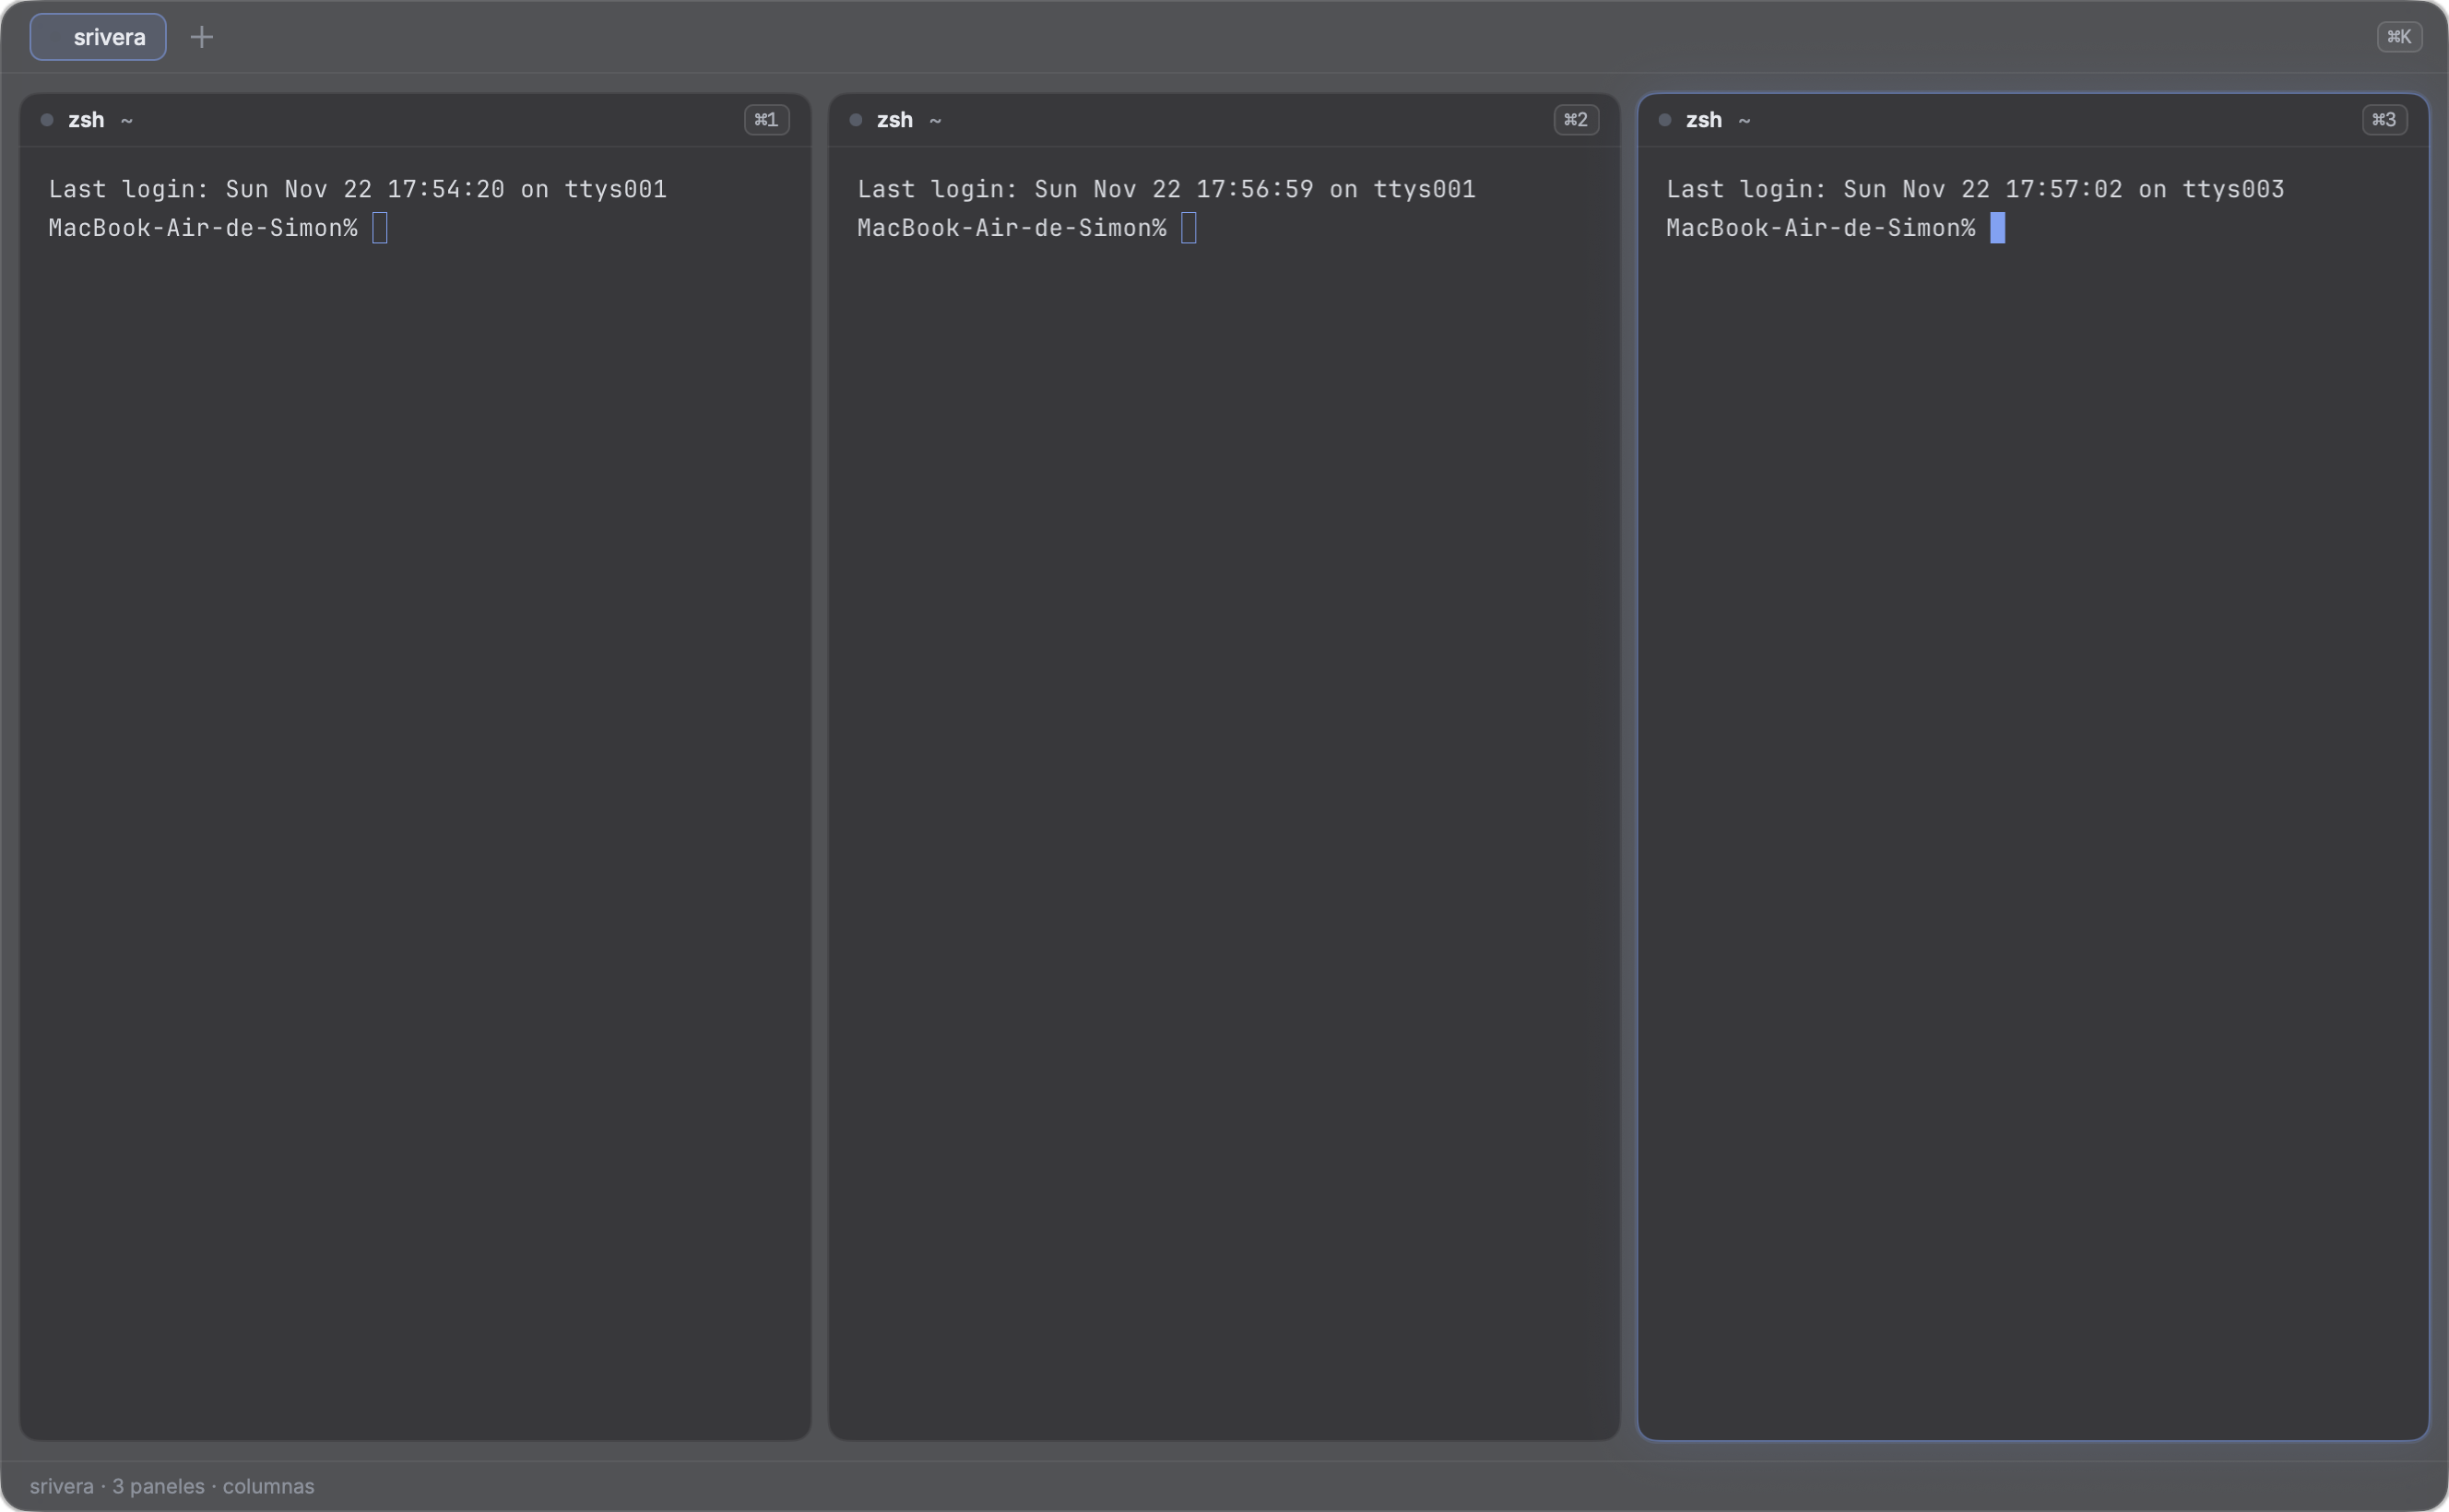 srivera
⌘K
zsh ~ ⌘1
Last login: Sun Nov 22 17:54:20 on ttys001
MacBook-Air-de-Simon%
zsh ~ ⌘2
Last login: Sun Nov 22 17:56:59 on ttys001
MacBook-Air-de-Simon%
zsh ~ ⌘3
Last login: Sun Nov 22 17:57:02 on ttys003
MacBook-Air-de-Simon%
srivera · 3 paneles · columnas